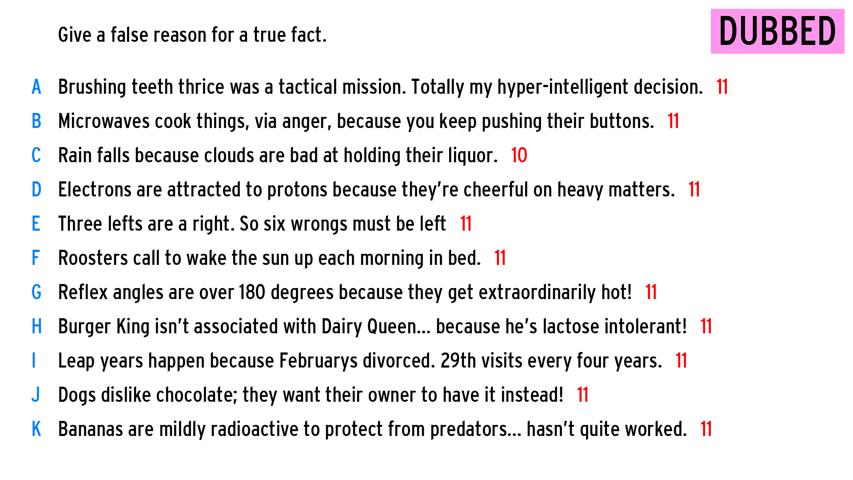 Give a false reason for a true fact.
DUBBED
A Brushing teeth thrice was a tactical mission. Totally my hyper-intelligent decision. 11
B Microwaves cook things, via anger, because you keep pushing their buttons. 11
C Rain falls because clouds are bad at holding their liquor. 10
D Electrons are attracted to protons because they're cheerful on heavy matters. 11
E Three lefts are a right. So six wrongs must be left 11
F Roosters call to wake the sun up each morning in bed. 11
G Reflex angles are over 180 degrees because they get extraordinarily hot! 11
H Burger King isn't associated with Dairy Queen... because he's lactose intolerant! 11
I Leap years happen because Februarys divorced. 29th visits every four years. 11
J Dogs dislike chocolate; they want their owner to have it instead! 11
K Bananas are mildly radioactive to protect from predators... hasn't quite worked. 11